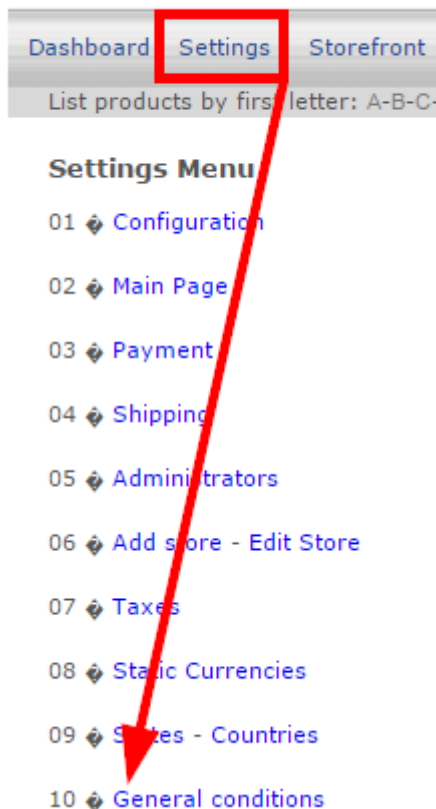 Dashboard Settings Storefront
List products by first letter: A-B-C-
Settings Menu
01 � Configuration
02 � Main Page
03 � Payment
04 � Shipping
05 � Administrators
06 � Add store - Edit Store
07 � Taxes
08 � Static Currencies
09 � States - Countries
10 � General conditions